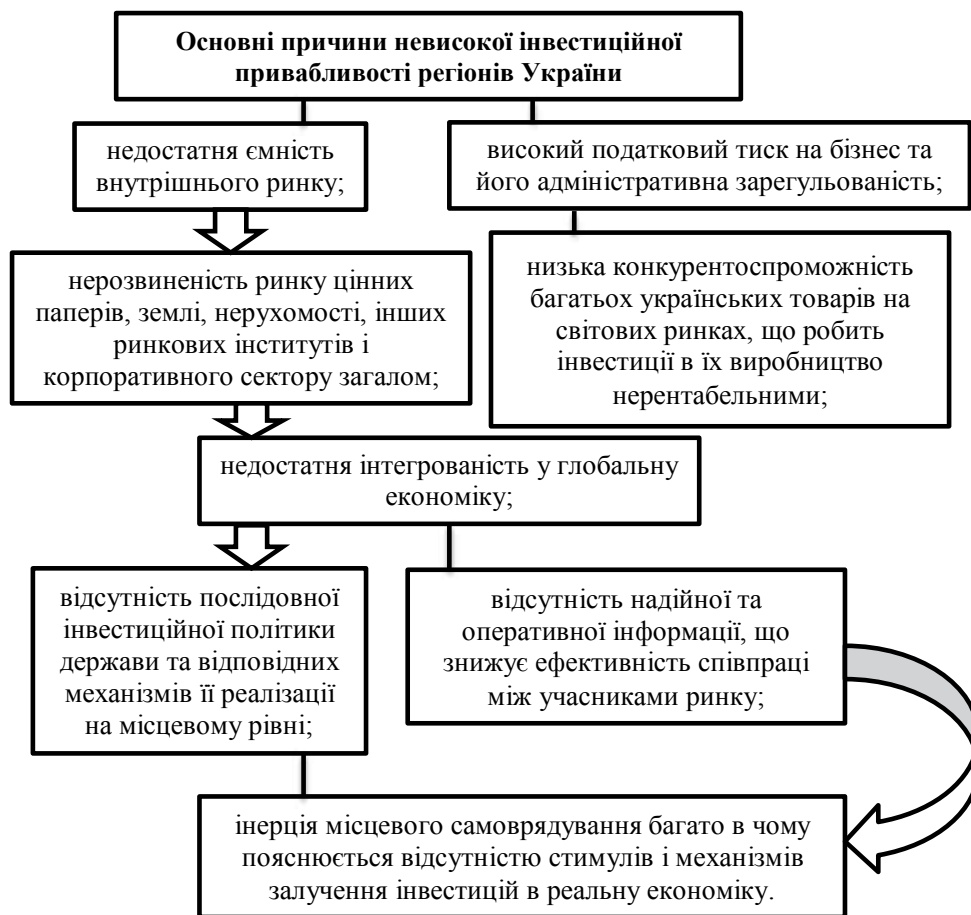 Основні причини невисокої інвестиційної
привабливості регіонів України
недостатня ємність
внутрішнього ринку;
високий податковий тиск на бізнес та
його адміністративна зарегульованість;
нерозвиненість ринку цінних
паперів, землі, нерухомості, інших
ринкових інститутів і
корпоративного сектору загалом;
низька конкурентоспроможність
багатьох українських товарів на
світових ринках, що робить
інвестиції в їх виробництво
нерентабельними;
недостатня інтегрованість у глобальну
економіку;
відсутність послідовної
інвестиційної політики
держави та відповідних
механізмів її реалізації
на місцевому рівні;
відсутність надійної та
оперативної інформації, що
знижує ефективність співпраці
між учасниками ринку;
інерція місцевого самоврядування багато в чому
пояснюється відсутністю стимулів і механізмів
залучення інвестицій в реальну економіку.